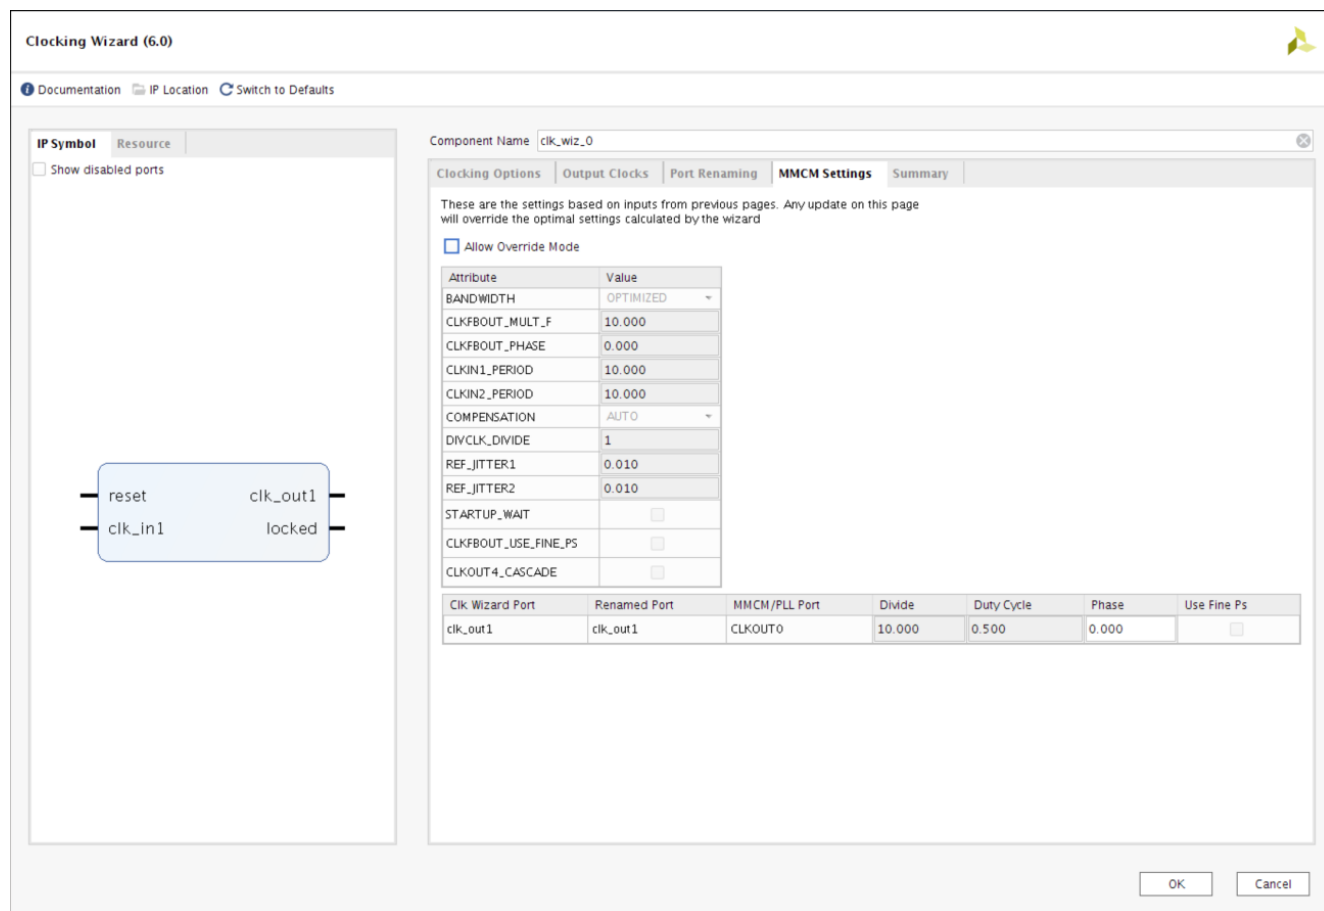 Clocking Wizard (6.0)
Documentation IP Location Switch to Defaults
IP Symbol Resource
Show disabled ports
reset clk_out1
clk_in1 locked
Component Name clk_wiz_0
Clocking Options Output Clocks Port Renaming MMCM Settings Summary
These are the settings based on inputs from previous pages. Any update on this page
will override the optimal settings calculated by the wizard
Allow Override Mode
Attribute Value
BANDWIDTH OPTIMIZED
CLKFBOUT_MULT_F 10.000
CLKFBOUT_PHASE 0.000
CLKIN1_PERIOD 10.000
CLKIN2_PERIOD 10.000
COMPENSATION AUTO
DIVCLK_DIVIDE 1
REF_JITTER1 0.010
REF_JITTER2 0.010
STARTUP_WAIT
CLKFBOUT_USE_FINE_PS
CLKOUT4_CASCADE
Clk Wizard Port Renamed Port MMCM/PLL Port Divide Duty Cycle Phase Use Fine Ps
clk_out1 clk_out1 CLKOUT0 10.000 0.500 0.000
OK Cancel